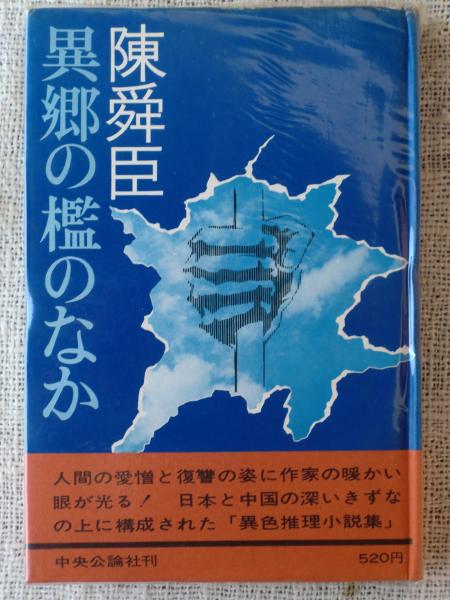 陳舜臣
異郷の檻のなか
人間の愛憎と復讐の姿に作家の暖かい
眼が光る！　日本と中国の深いきずな
の上に構成された「異色推理小説集」
中央公論社刊
520円